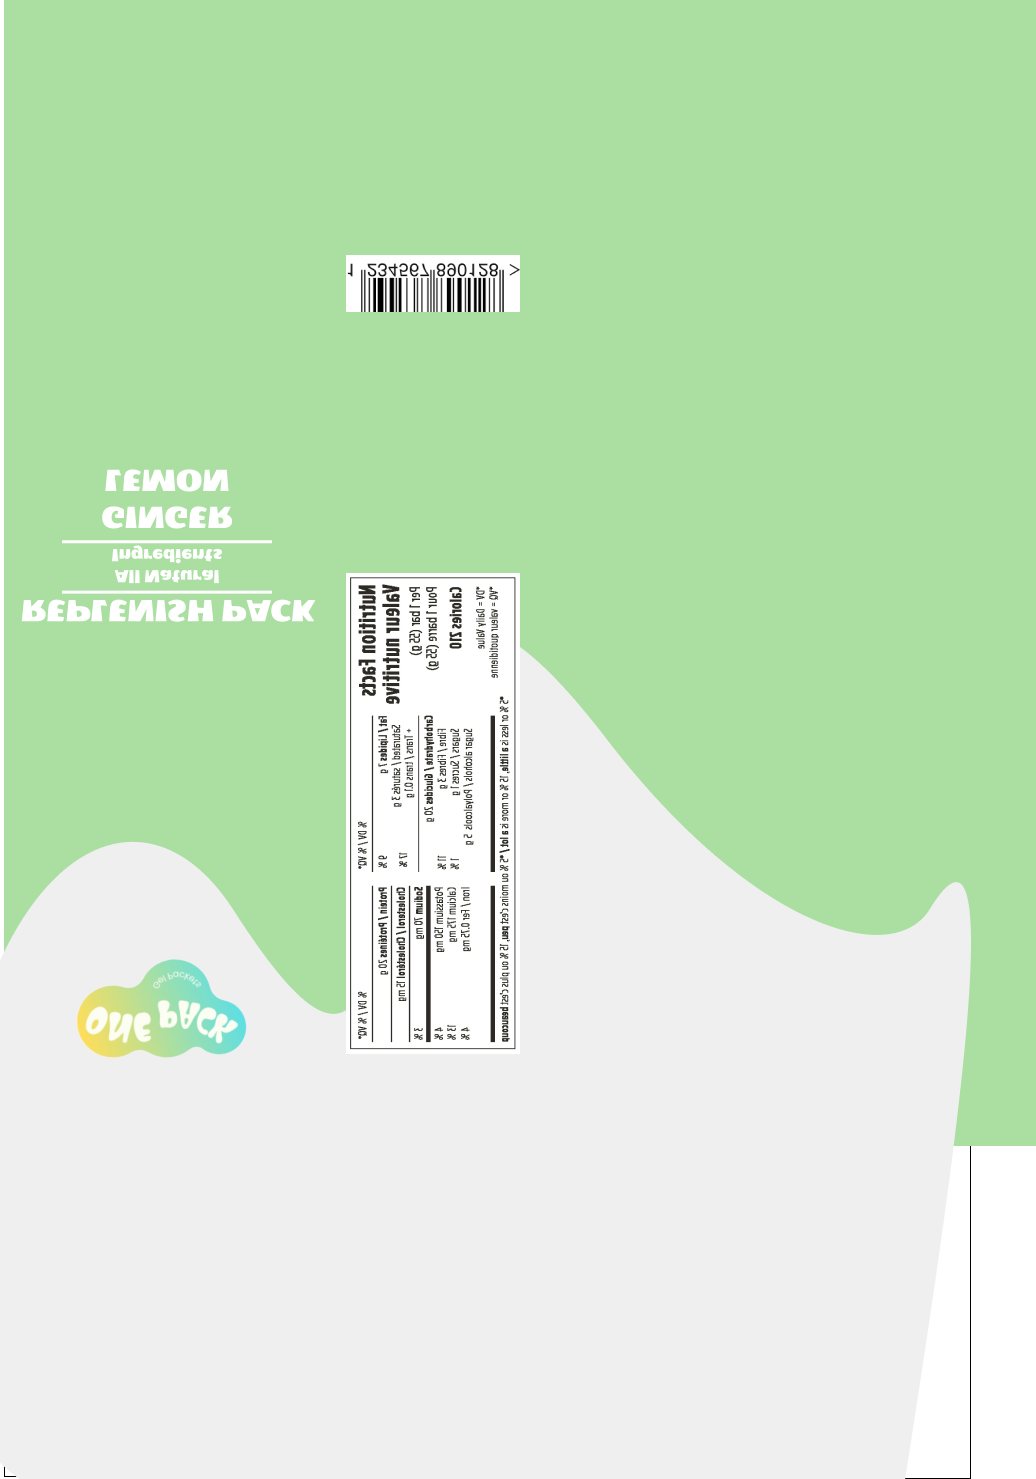 ONE PACK
Gel Packets
REPLENISH PACK
All Natural
Ingredients
GINGER
LEMON
Nutrition Facts
Valeur nutritive
Per 1 bar (55 g)
Pour 1 barre (55 g)
Calories 210
*DV = Daily Value
*VQ = valeur quotidienne
% DV / % VQ*
Fat / Lipides 7 g 9 %
Saturated / saturés 3 g
+ Trans / trans 0.1 g 17 %
Carbohydrate / Glucides 20 g
Fibre / Fibres 3 g 11 %
Sugars / Sucres 1 g 1 %
Sugar alcohols / Polyalcools 5 g
% DV / % VQ*
Protein / Protéines 20 g
Cholesterol / Cholestérol 15 mg
Sodium 70 mg 3 %
Potassium 150 mg 4 %
Calcium 175 mg 13 %
Iron / Fer 0.75 mg 4 %
*5 % or less is a little, 15 % or more is a lot / *5 % ou moins c'est peu, 15 % ou plus c'est beaucoup
1 234567 890128 >